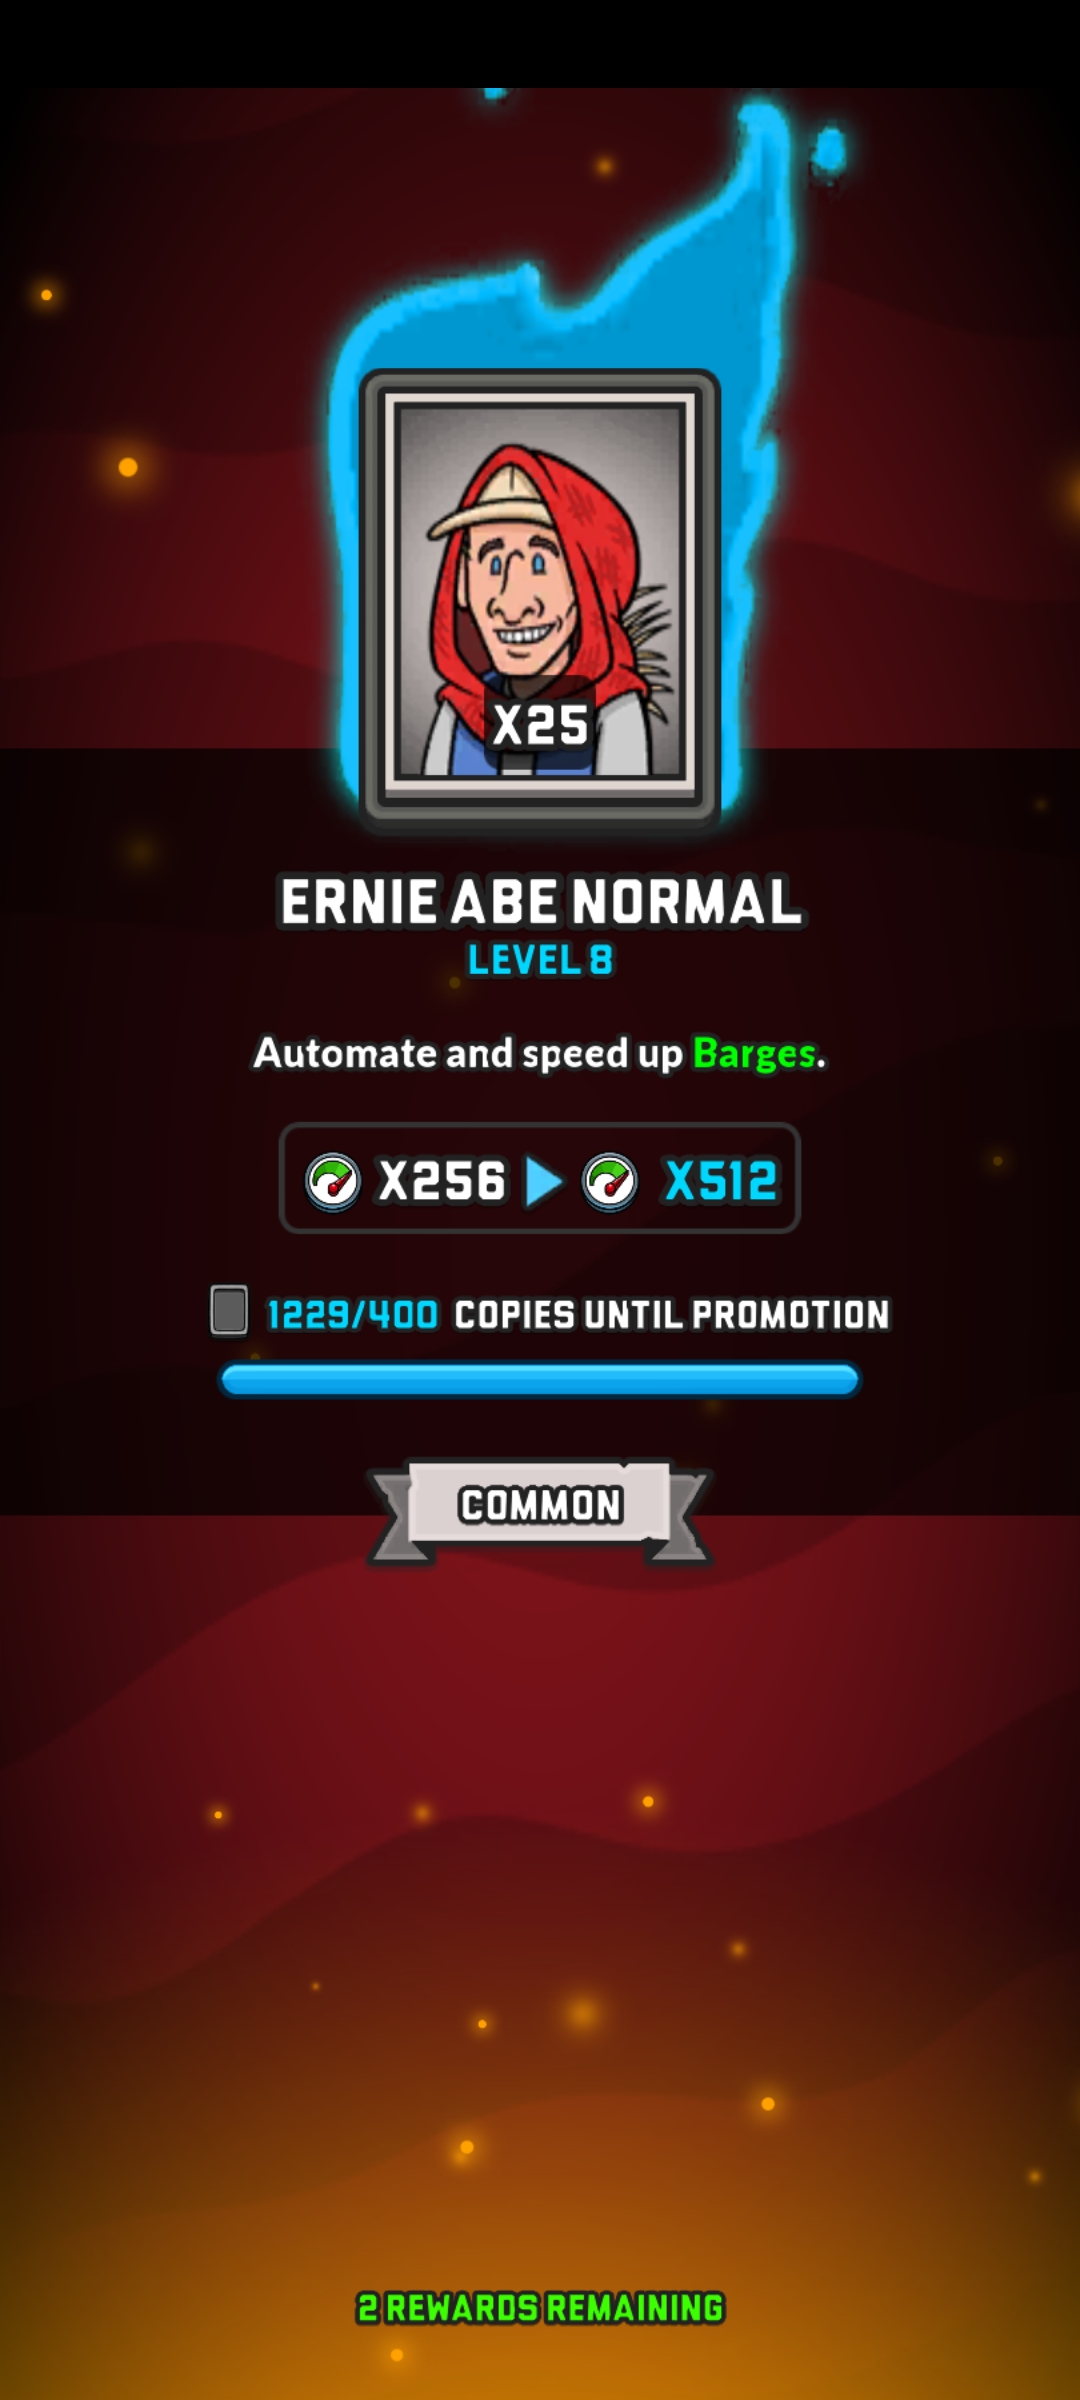 X25
ERNIE ABE NORMAL
LEVEL 8
Automate and speed up Barges.
X256 X512
1229/400 COPIES UNTIL PROMOTION
COMMON
2 REWARDS REMAINING